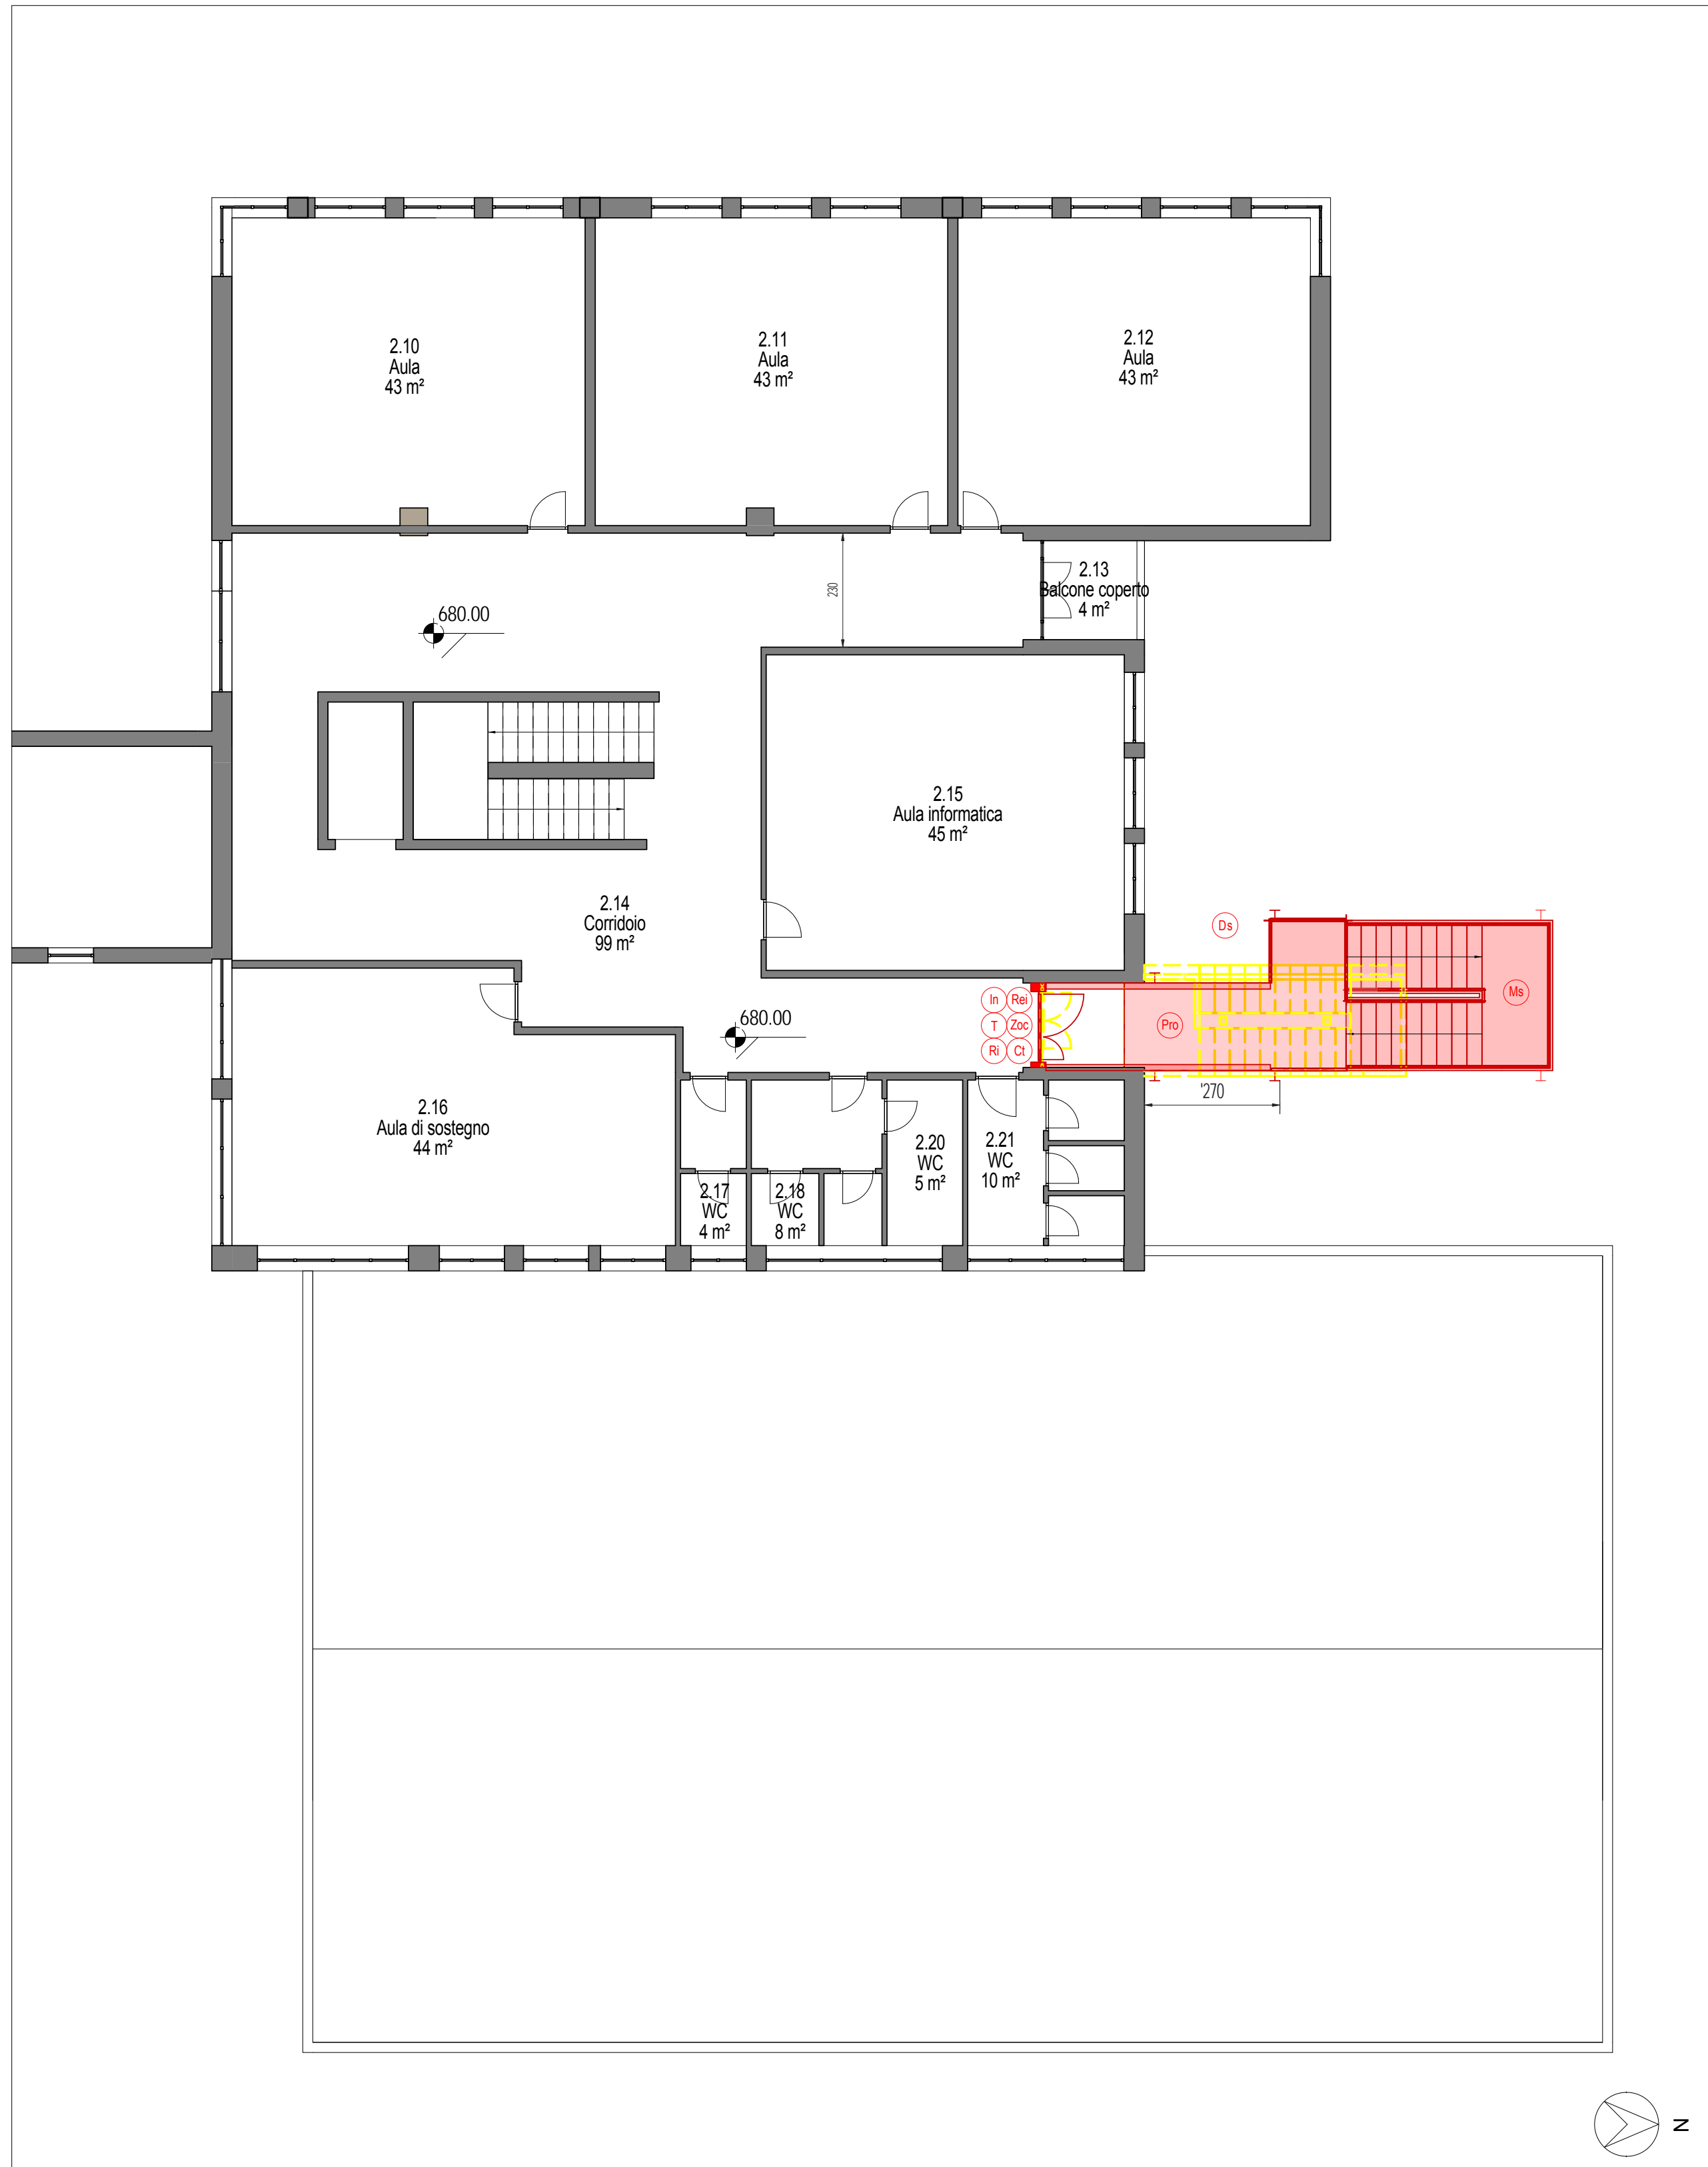 2.10
Aula
43 m²
2.11
Aula
43 m²
2.12
Aula
43 m²
2.13
Balcone coperto
4 m²
230
680.00
2.15
Aula informatica
45 m²
2.14
Corridoio
99 m²
Ds
Ms
In Rei
T Zoc
Ri Ct
Pro
680.00
'270
2.16
Aula di sostegno
44 m²
2.17
WC
4 m²
2.18
WC
8 m²
2.20
WC
5 m²
2.21
WC
10 m²
N